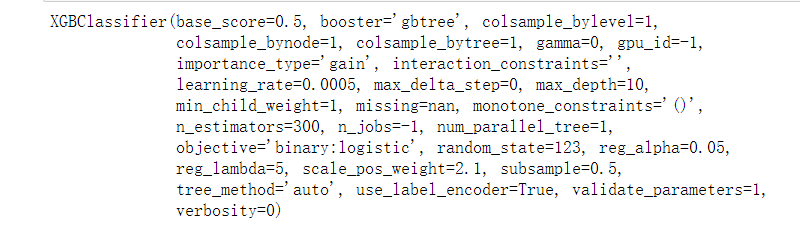 XGBClassifier(base_score=0.5, booster='gbtree', colsample_bylevel=1,
colsample_bynode=1, colsample_bytree=1, gamma=0, gpu_id=-1,
importance_type='gain', interaction_constraints='',
learning_rate=0.0005, max_delta_step=0, max_depth=10,
min_child_weight=1, missing=nan, monotone_constraints='()',
n_estimators=300, n_jobs=-1, num_parallel_tree=1,
objective='binary:logistic', random_state=123, reg_alpha=0.05,
reg_lambda=5, scale_pos_weight=2.1, subsample=0.5,
tree_method='auto', use_label_encoder=True, validate_parameters=1,
verbosity=0)